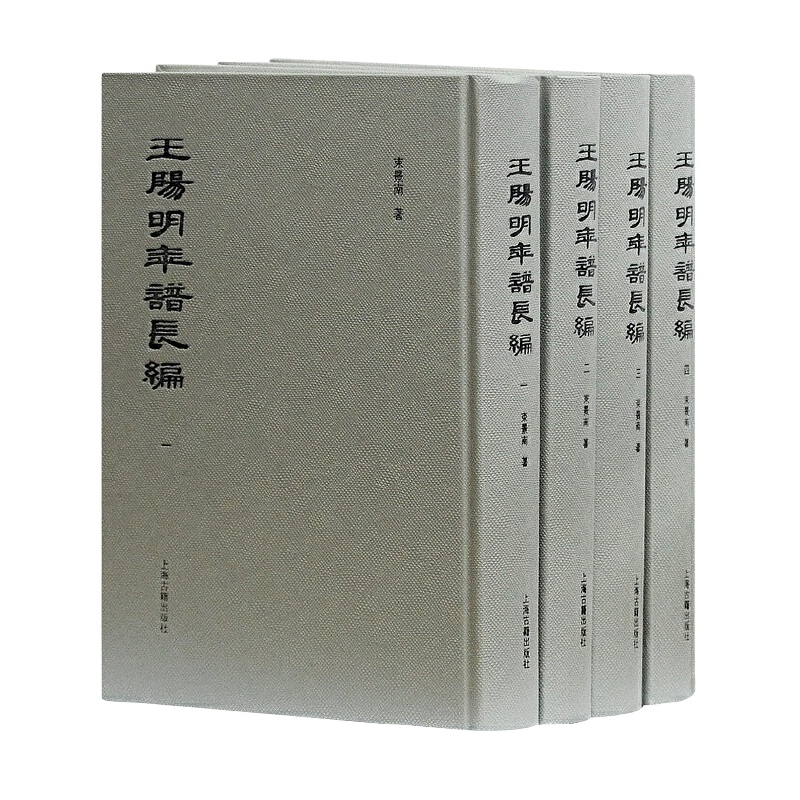 王陽明年譜長編
一
束景南 著
上海古籍出版社
王陽明年譜長編
一
束景南 著
上海古籍出版社
王陽明年譜長編
二
束景南 著
上海古籍出版社
王陽明年譜長編
三
束景南 著
上海古籍出版社
王陽明年譜長編
四
束景南 著
上海古籍出版社